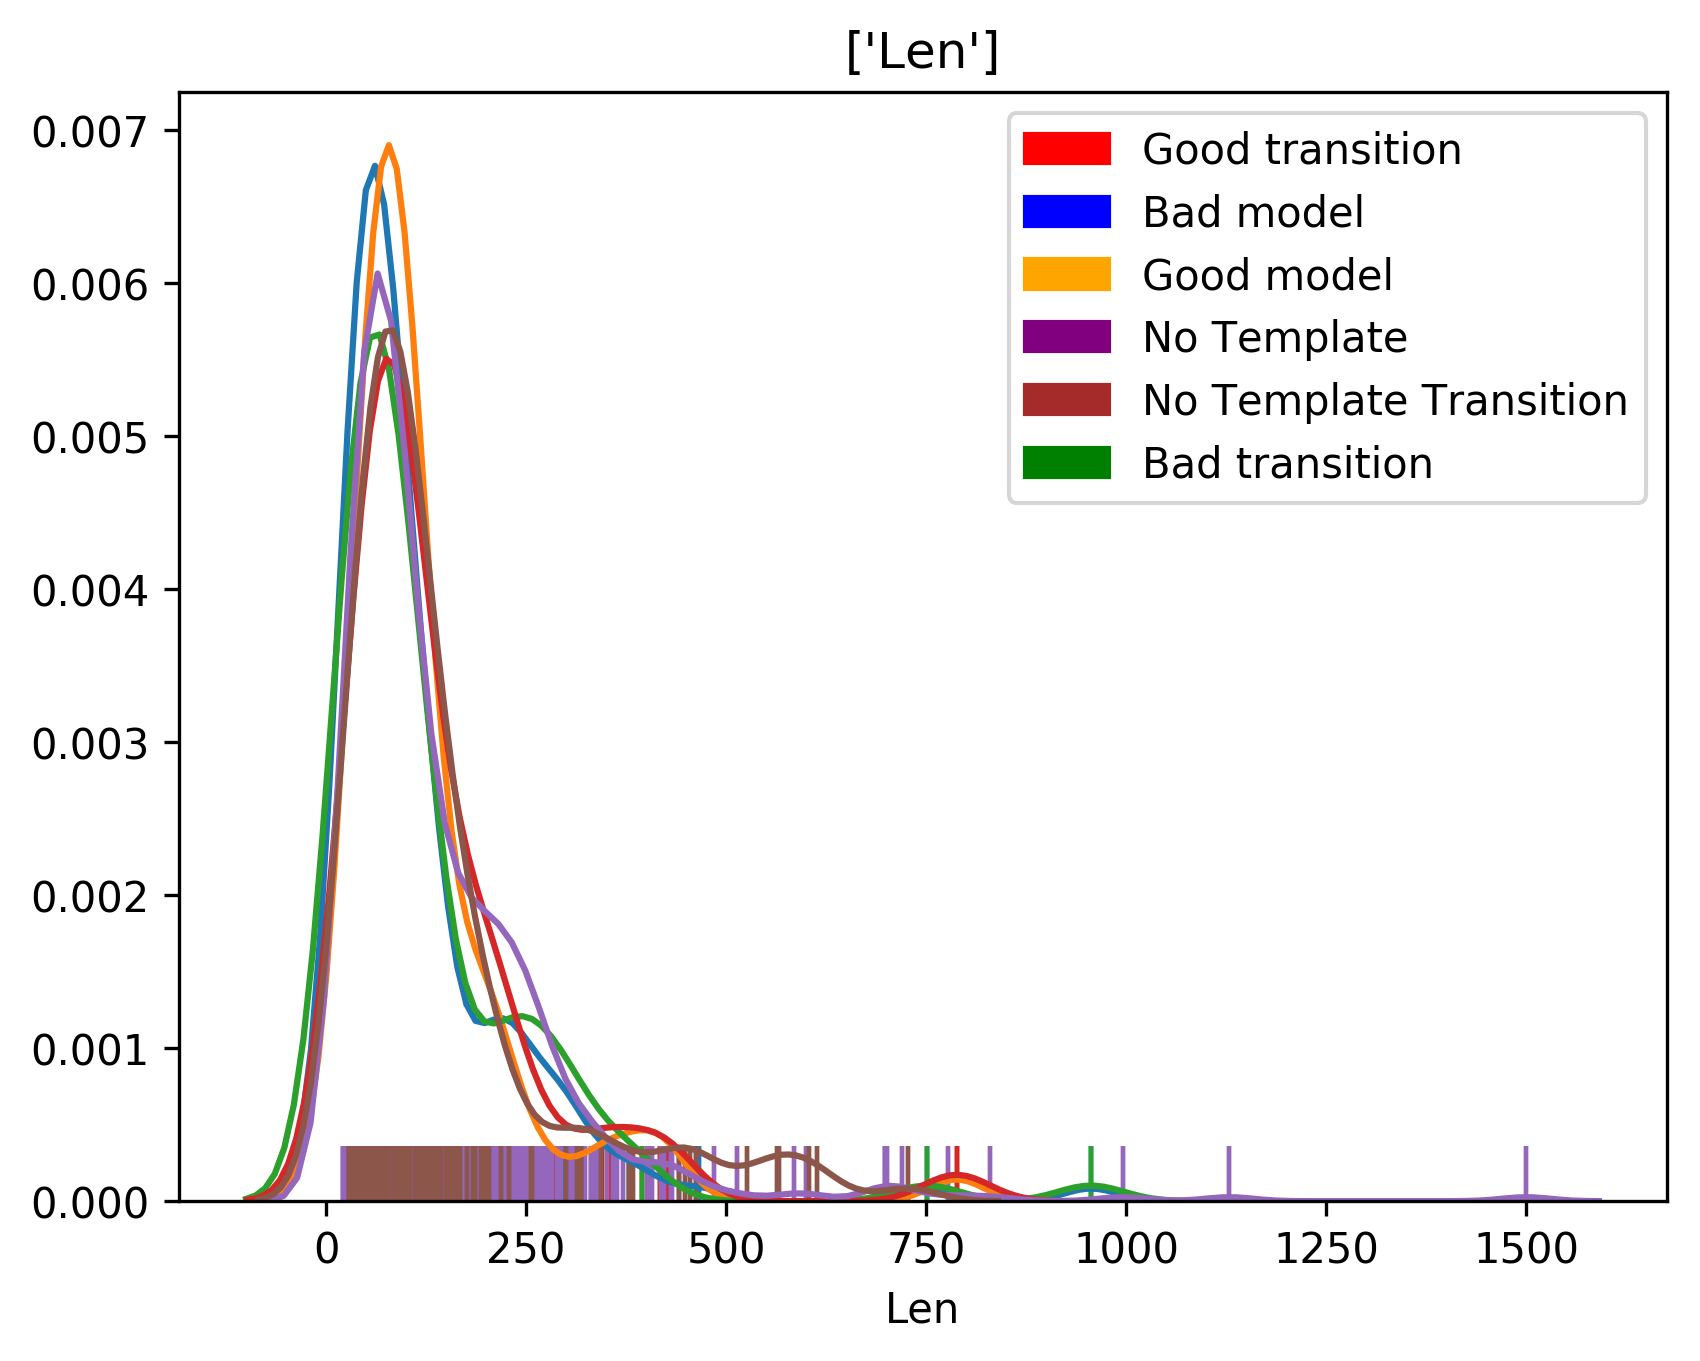 ['Len']
0.007
0.006
0.005
0.004
0.003
0.002
0.001
0.000
Good transition
Bad model
Good model
No Template
No Template Transition
Bad transition
0 250 500 750 1000 1250 1500
Len